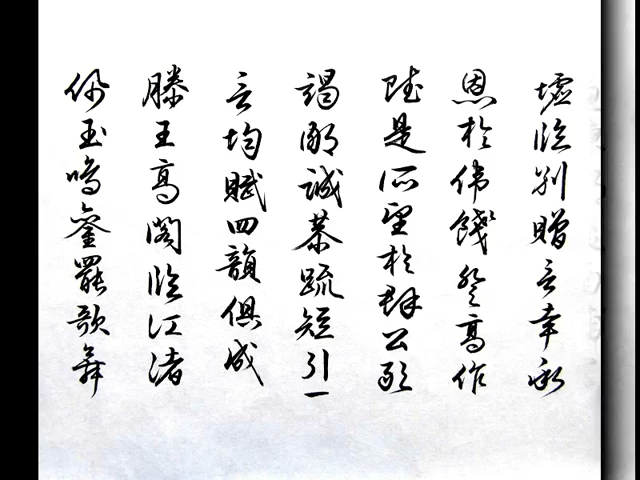 墟臨別贈言幸承
恩於偉餞登高作
賦是所望於群公敢
竭鄙誠恭疏短引一
言均賦四韻俱成
滕王高閣臨江渚
佩玉鳴鑾罷歌舞